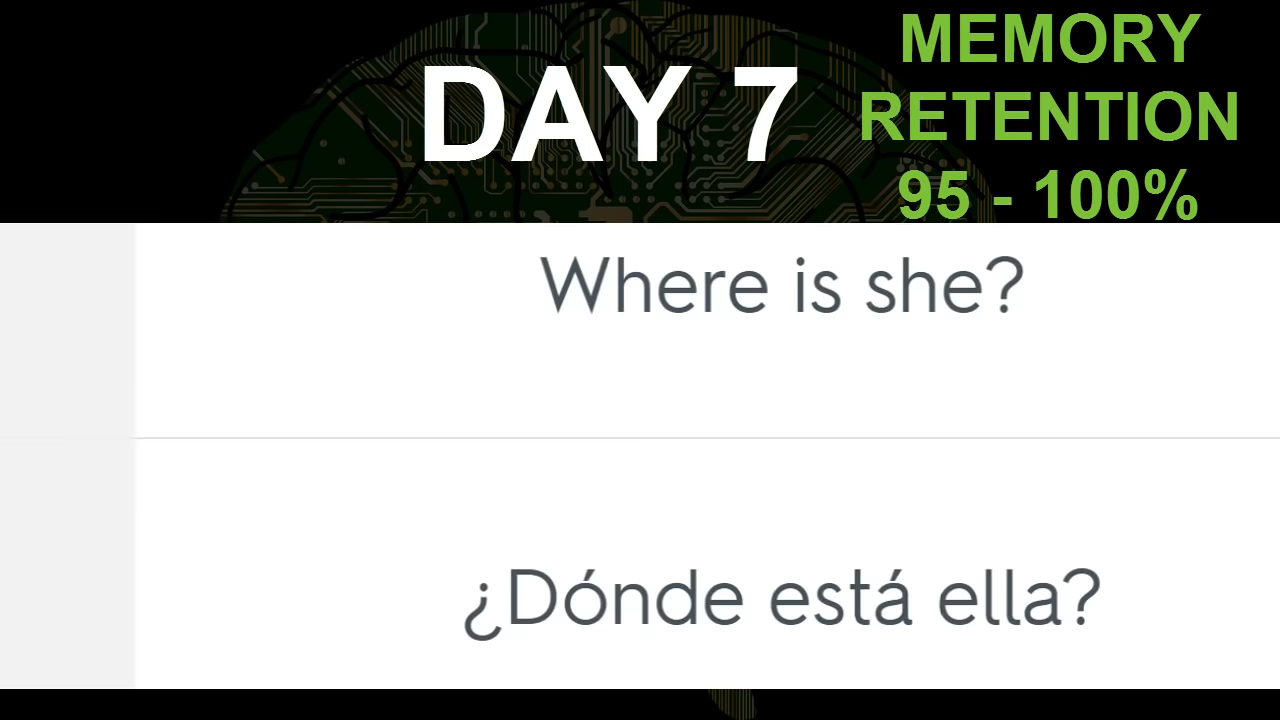 DAY 7
MEMORY
RETENTION
95 - 100%
Where is she?
¿Dónde está ella?